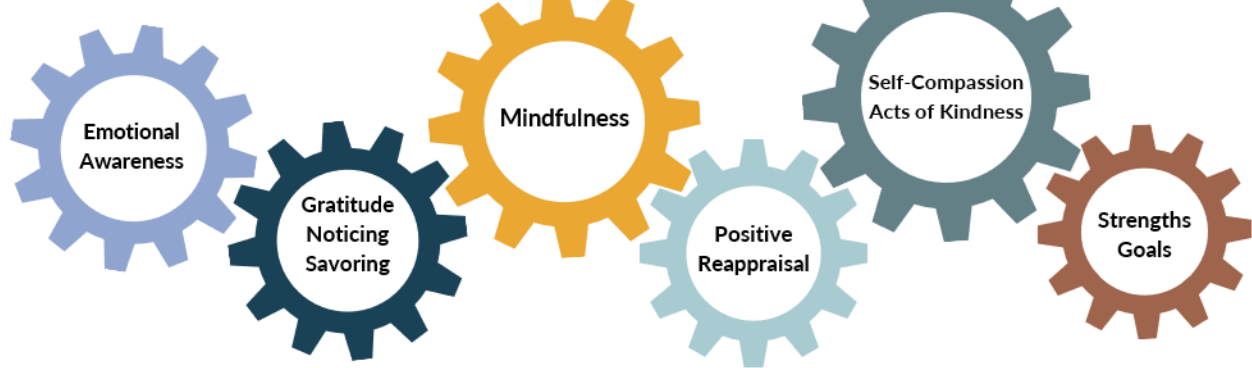 Emotional
Awareness
Gratitude
Noticing
Savoring
Mindfulness
Positive
Reappraisal
Self-Compassion
Acts of Kindness
Strengths
Goals